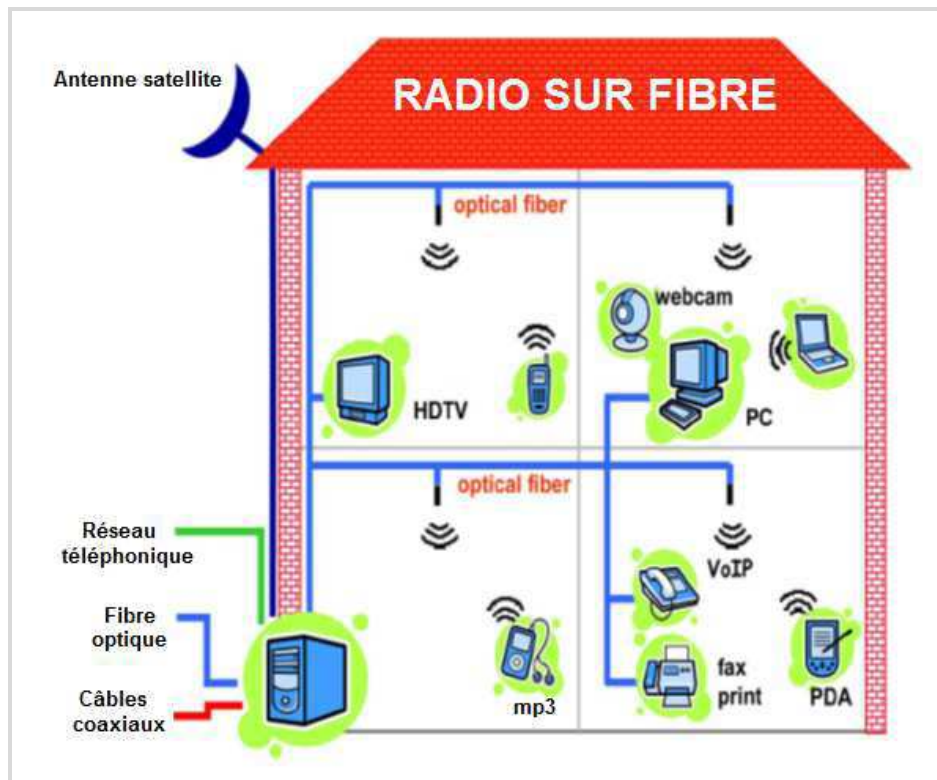 Antenne satellite
RADIO SUR FIBRE
optical fiber
webcam
HDTV
PC
optical fiber
Réseau
téléphonique
VoIP
Fibre
optique
mp3
fax
print
PDA
Câbles
coaxiaux